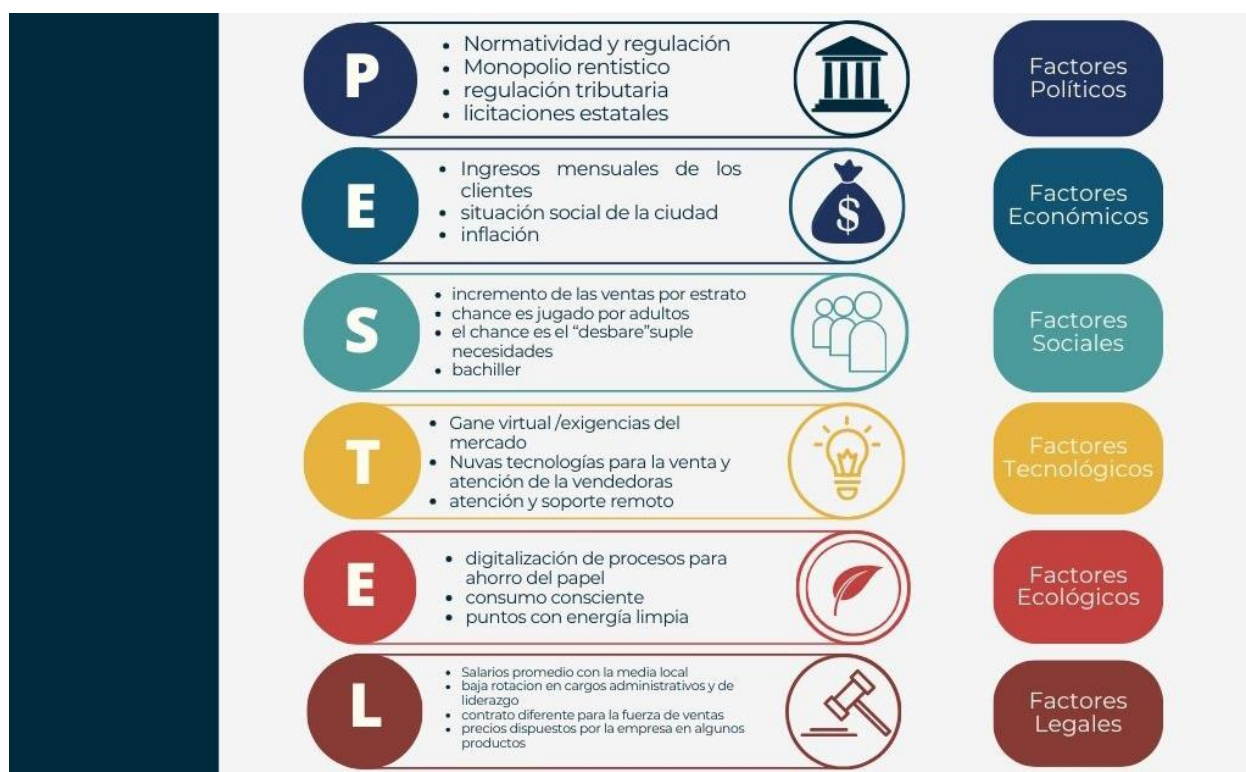 P
• Normatividad y regulación
• Monopolio rentistico
• regulación tributaria
• licitaciones estatales
Factores
Políticos
E
• Ingresos mensuales de los
clientes
• situación social de la ciudad
• inflación
$
Factores
Económicos
S
• incremento de las ventas por estrato
• chance es jugado por adultos
• el chance es el “desbare”suple
necesidades
• bachiller
Factores
Sociales
T
• Gane virtual /exigencias del
mercado
• Nuvas tecnologías para la venta y
atención de la vendedoras
• atención y soporte remoto
Factores
Tecnológicos
E
• digitalización de procesos para
ahorro del papel
• consumo consciente
• puntos con energía limpia
Factores
Ecológicos
L
• Salarios promedio con la media local
• baja rotacion en cargos administrativos y de
liderazgo
• contrato diferente para la fuerza de ventas
• precios dispuestos por la empresa en algunos
productos
Factores
Legales